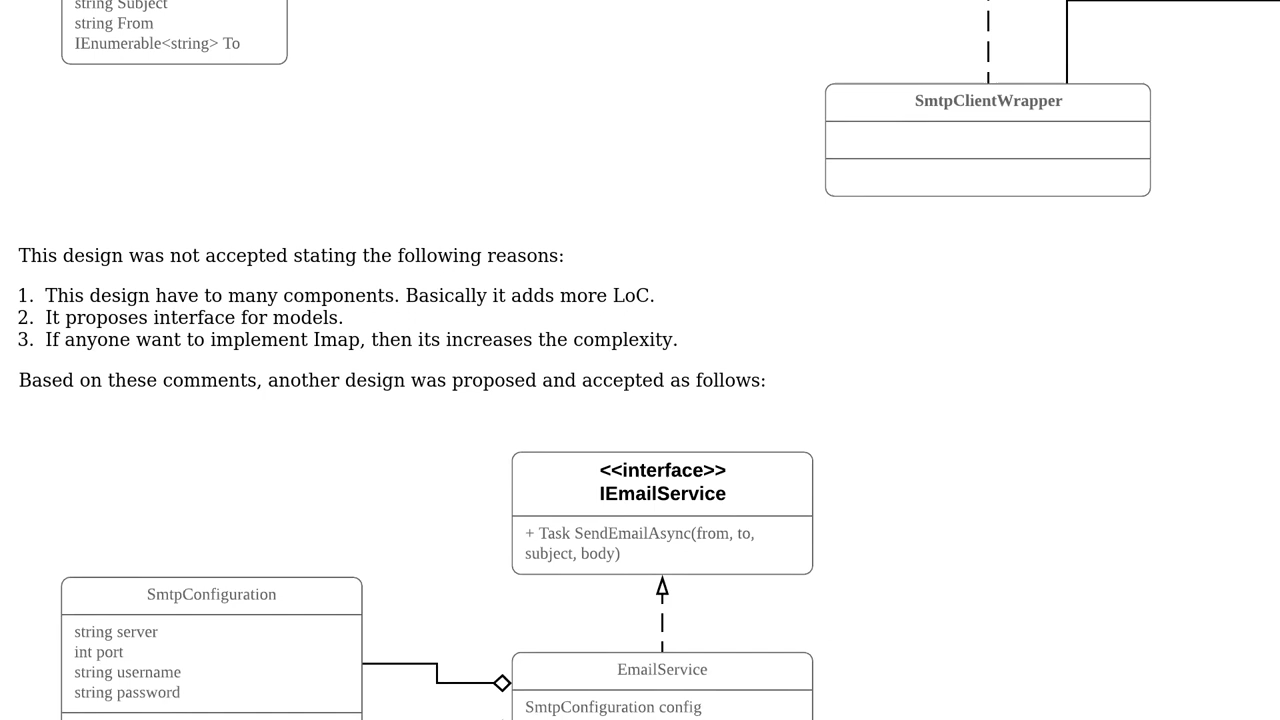 string Subject
string From
IEnumerable<string> To
SmtpClientWrapper
This design was not accepted stating the following reasons:
1. This design have to many components. Basically it adds more LoC.
2. It proposes interface for models.
3. If anyone want to implement Imap, then its increases the complexity.
Based on these comments, another design was proposed and accepted as follows:
<<interface>>
IEmailService
+ Task SendEmailAsync(from, to,
subject, body)
SmtpConfiguration
string server
int port
string username
string password
EmailService
SmtpConfiguration config